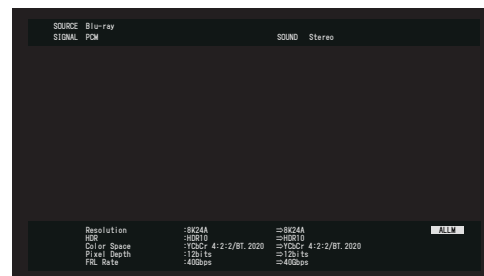 SOURCE Blu-ray
SIGNAL PCM SOUND Stereo
Resolution :8K24A ⇒8K24A ALLM
HDR :HDR10 ⇒HDR10
Color Space :YCbCr 4:2:2/BT.2020 ⇒YCbCr 4:2:2/BT.2020
Pixel Depth :12bits ⇒12bits
FRL Rate :40Gbps ⇒40Gbps